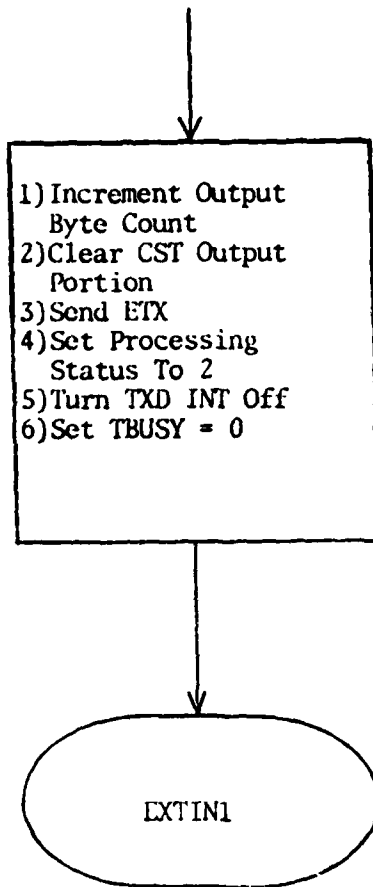 1)Increment Output
Byte Count
2)Clear CST Output
Portion
3)Send ETX
4)Set Processing
Status To 2
5)Turn TXD INT Off
6)Set TBUSY = 0
EXTIN1